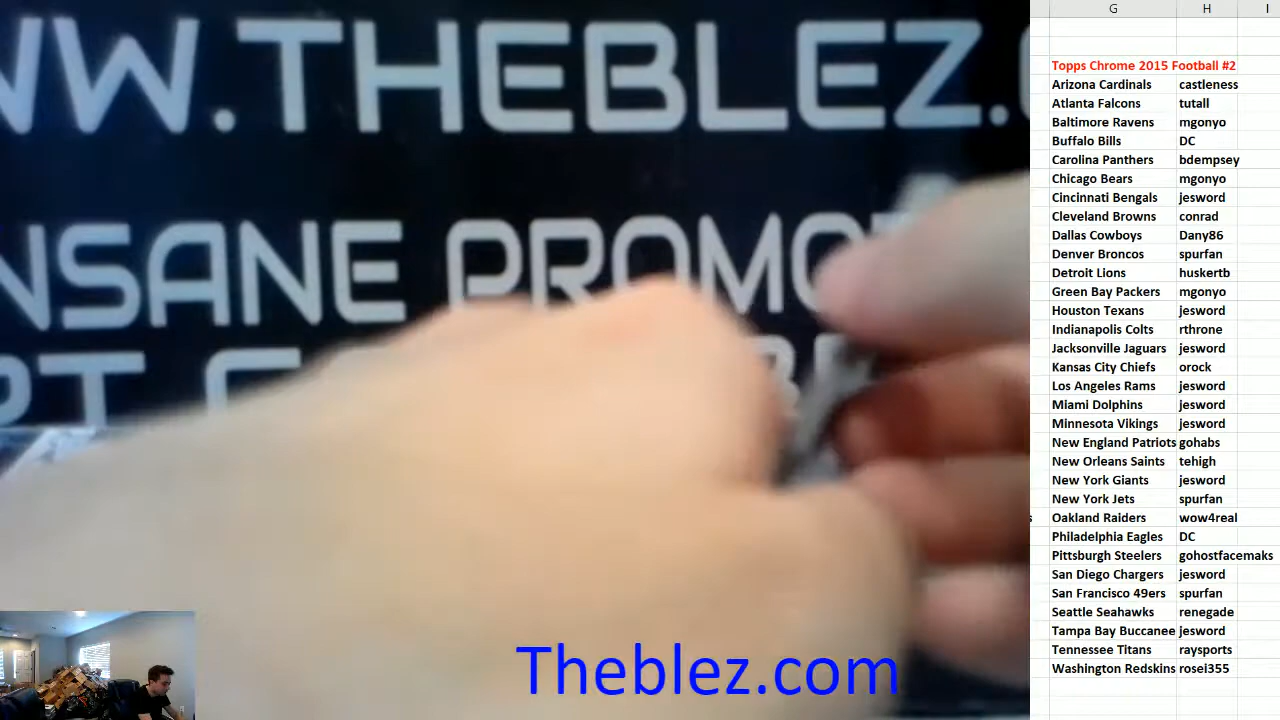 WW.THEBLEZ.
NSANE PROMO
PT
Theblez.com
G H I
Topps Chrome 2015 Football #2
Arizona Cardinals castleness
Atlanta Falcons tutall
Baltimore Ravens mgonyo
Buffalo Bills DC
Carolina Panthers bdempsey
Chicago Bears mgonyo
Cincinnati Bengals jesword
Cleveland Browns conrad
Dallas Cowboys Dany86
Denver Broncos spurfan
Detroit Lions huskertb
Green Bay Packers mgonyo
Houston Texans jesword
Indianapolis Colts rthrone
Jacksonville Jaguars jesword
Kansas City Chiefs orock
Los Angeles Rams jesword
Miami Dolphins jesword
Minnesota Vikings jesword
New England Patriots gohabs
New Orleans Saints tehigh
New York Giants jesword
New York Jets spurfan
Oakland Raiders wow4real
Philadelphia Eagles DC
Pittsburgh Steelers gohostfacemaks
San Diego Chargers jesword
San Francisco 49ers spurfan
Seattle Seahawks renegade
Tampa Bay Buccanee jesword
Tennessee Titans raysports
Washington Redskins rosei355